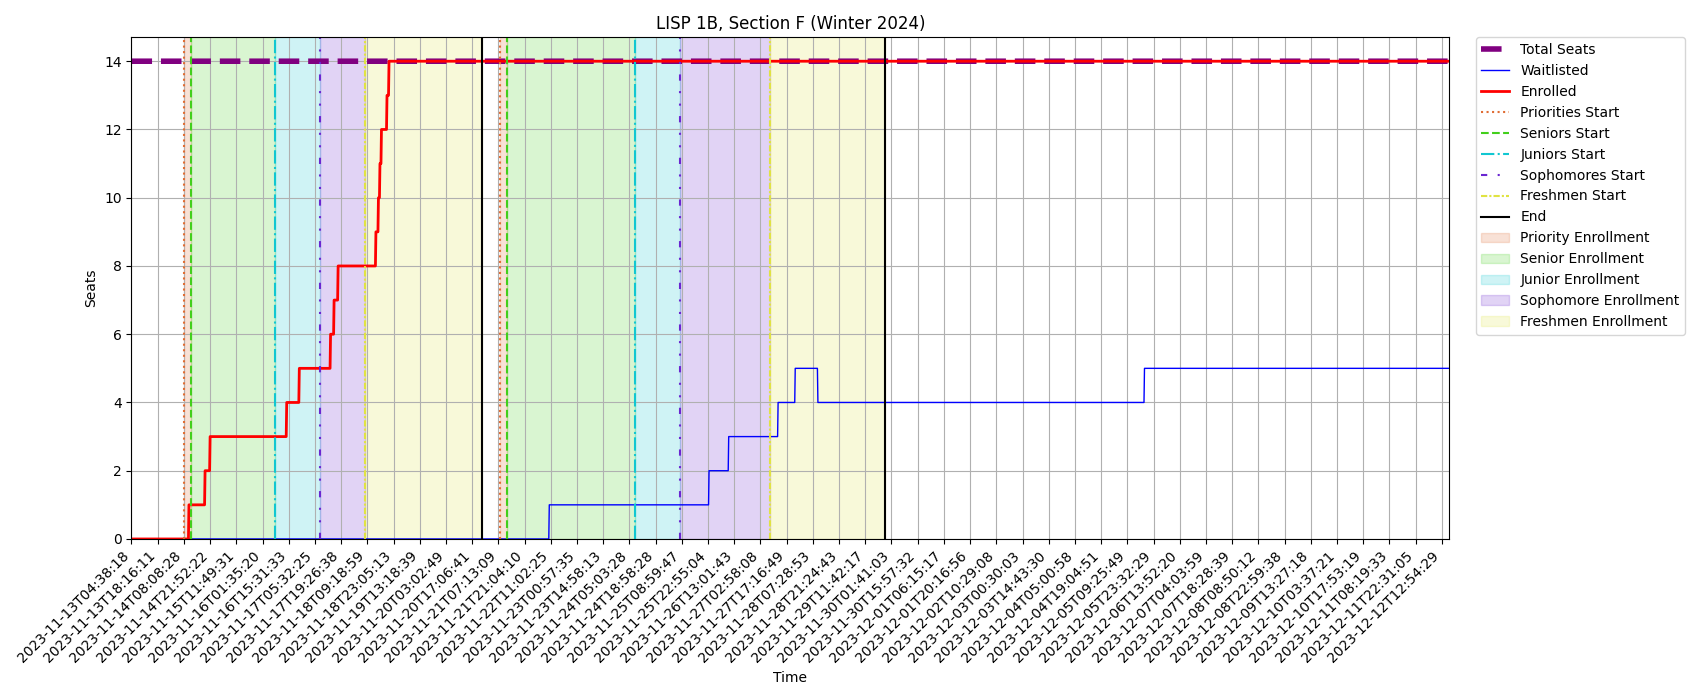 LISP 1B, Section F (Winter 2024)
Seats
14
12
10
8
6
4
2
0
2023-11-13T04:38:18
2023-11-13T18:16:11
2023-11-14T08:08:28
2023-11-14T21:52:22
2023-11-15T11:49:31
2023-11-16T01:35:20
2023-11-16T15:31:33
2023-11-17T05:32:25
2023-11-17T19:26:38
2023-11-18T09:18:59
2023-11-18T23:05:13
2023-11-19T13:18:39
2023-11-20T03:02:49
2023-11-20T17:06:41
2023-11-21T07:13:09
2023-11-21T21:04:10
2023-11-22T11:02:25
2023-11-23T00:57:35
2023-11-23T14:58:13
2023-11-24T05:03:28
2023-11-24T18:58:28
2023-11-25T08:59:47
2023-11-25T22:55:04
2023-11-26T13:01:43
2023-11-27T02:58:08
2023-11-27T17:16:49
2023-11-28T07:28:53
2023-11-28T21:24:43
2023-11-29T11:42:17
2023-11-30T01:41:03
2023-11-30T15:57:32
2023-12-01T06:15:17
2023-12-01T20:16:56
2023-12-02T10:29:08
2023-12-03T00:30:03
2023-12-03T14:43:30
2023-12-04T05:00:58
2023-12-04T19:04:51
2023-12-05T09:25:49
2023-12-05T23:32:29
2023-12-06T13:52:20
2023-12-07T04:03:59
2023-12-07T18:28:39
2023-12-08T08:50:12
2023-12-08T22:59:38
2023-12-09T13:27:18
2023-12-10T03:37:21
2023-12-10T17:53:19
2023-12-11T08:19:33
2023-12-11T22:31:05
2023-12-12T12:54:29
Time
Total Seats
Waitlisted
Enrolled
Priorities Start
Seniors Start
Juniors Start
Sophomores Start
Freshmen Start
End
Priority Enrollment
Senior Enrollment
Junior Enrollment
Sophomore Enrollment
Freshmen Enrollment